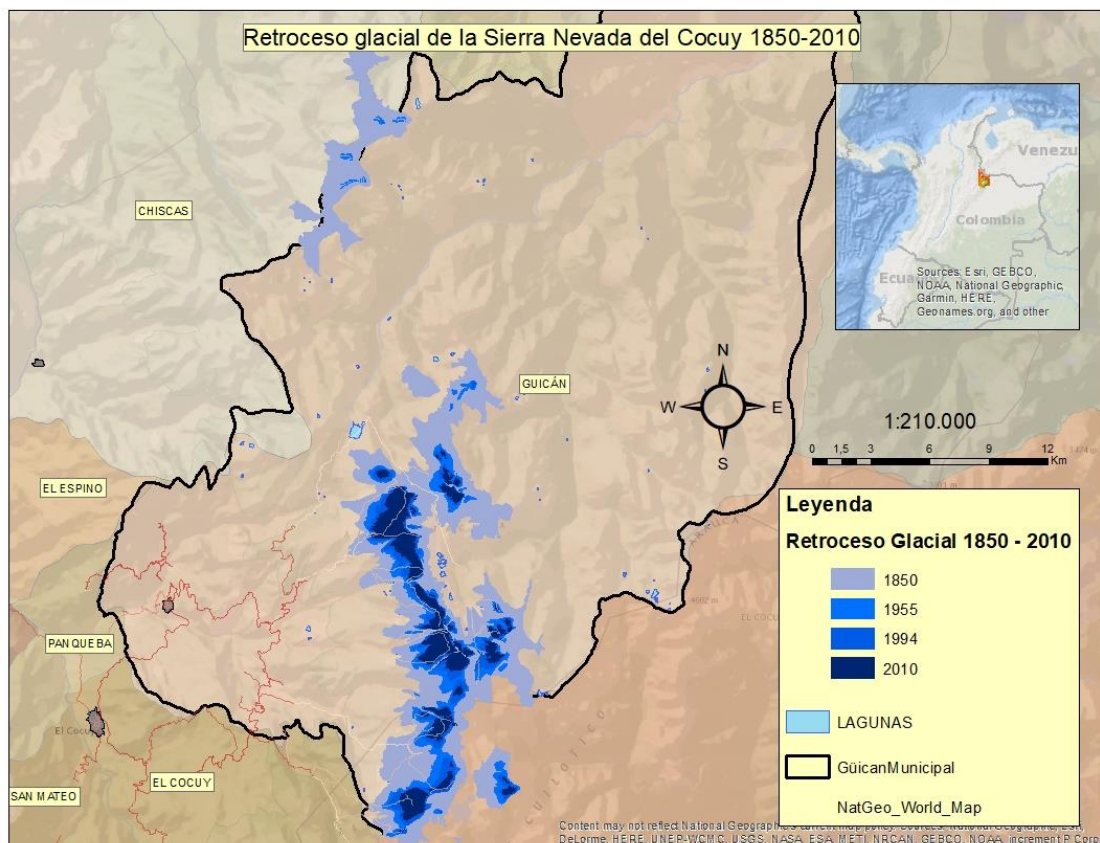 Retroceso glacial de la Sierra Nevada del Cocuy 1850-2010
Venezu
Colombia
Ecua
Sources: Esri, GEBCO,
NOAA, National Geographic,
Garmin, HERE,
Geonames.org, and other
CHISCAS
GUICÁN
N
W
E
S
1:210.000
0 1,5 3 6 9 12
Km
EL ESPINO
PANQUEBA
El Cocu
EL COCUY
SAN MATEO
ARAUCA
4602 m
EL COCUY
Leyenda
Retroceso Glacial 1850 - 2010
1850
1955
1994
2010
LAGUNAS
GüicanMunicipal
NatGeo_World_Map
Content may not reflect National Geographic's current map policy. Sources: National Geographic, Esri,
DeLorme, HERE, UNEP-WCMC, USGS, NASA, ESA, METI, NRCAN, GEBCO, NOAA, increment P Corp